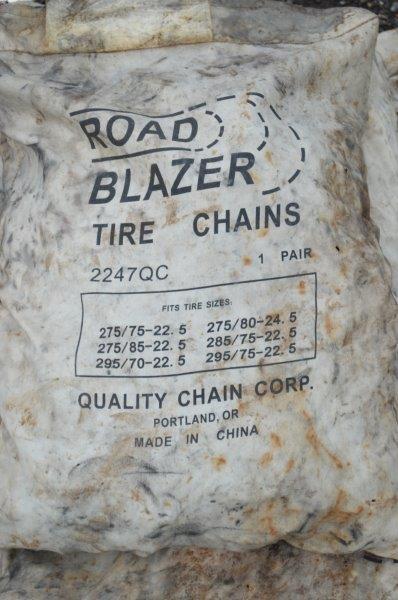 ROAD
BLAZER
TIRE CHAINS
2247QC 1 PAIR
FITS TIRE SIZES:
275/75-22.5 275/80-24.5
275/85-22.5 285/75-22.5
295/70-22.5 295/75-22.5
QUALITY CHAIN CORP.
PORTLAND, OR
MADE IN CHINA